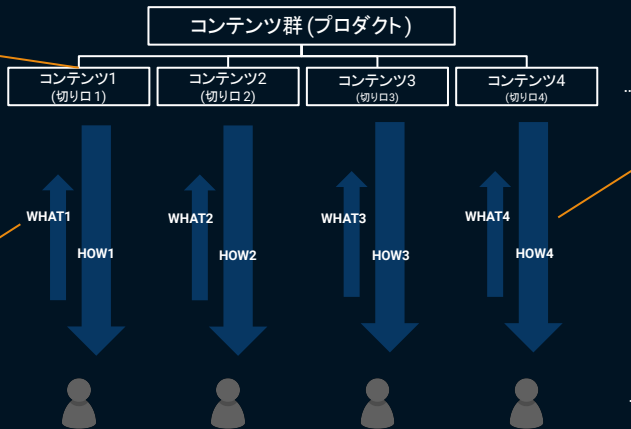 コンテンツ群(プロダクト)
コンテンツ1
(切り口1)
コンテンツ2
(切り口2)
コンテンツ3
(切り口3)
コンテンツ4
(切り口4)
...
WHAT1
HOW1
WHAT2
HOW2
WHAT3
HOW3
WHAT4
HOW4